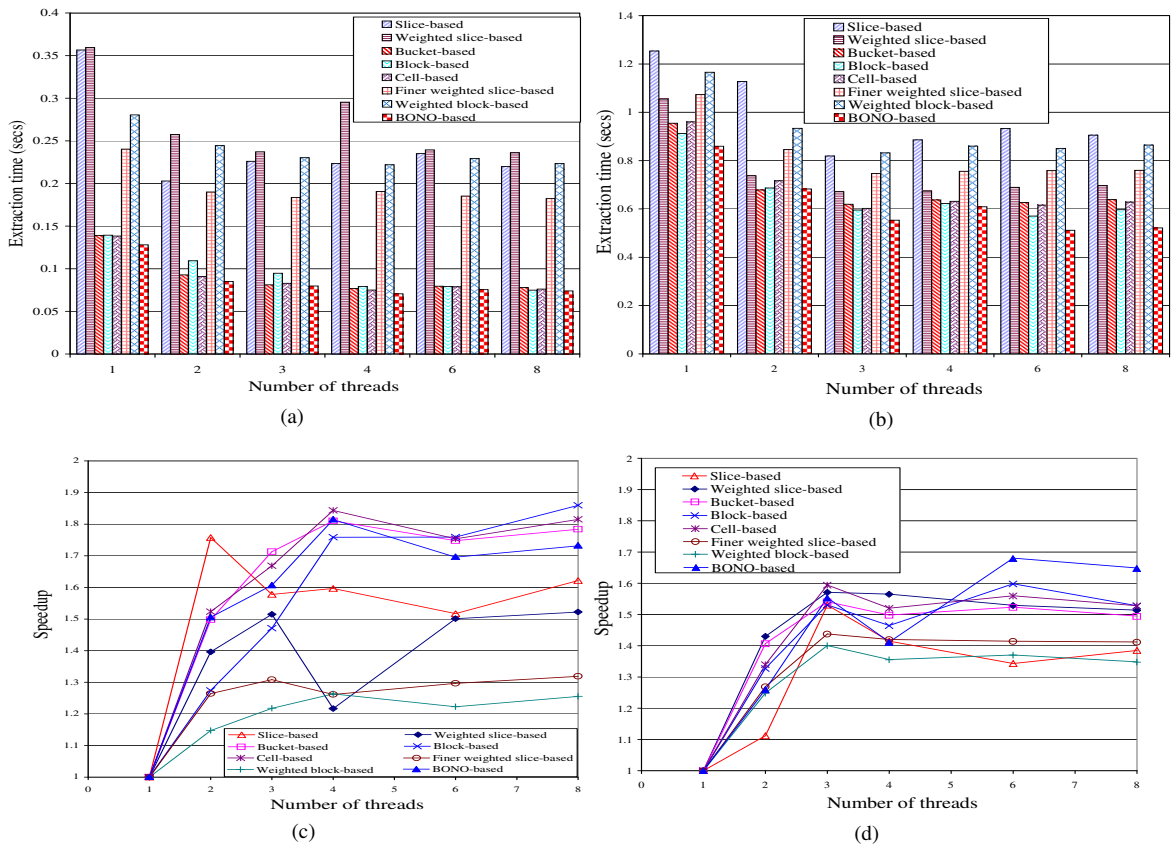 Extraction time (secs)
0.4
0.35
0.3
0.25
0.2
0.15
0.1
0.05
0
Slice-based
Weighted slice-based
Bucket-based
Block-based
Cell-based
Finer weighted slice-based
Weighted block-based
BONO-based
1 2 3 4 6 8
Number of threads
(a)
Extraction time (secs)
1.4
1.2
1
0.8
0.6
0.4
0.2
0
Slice-based
Weighted slice-based
Bucket-based
Block-based
Cell-based
Finer weighted slice-based
Weighted block-based
BONO-based
1 2 3 4 6 8
Number of threads
(b)
Speedup
2
1.9
1.8
1.7
1.6
1.5
1.4
1.3
1.2
1.1
1
Slice-based Weighted slice-based
Bucket-based Block-based
Cell-based Finer weighted slice-based
Weighted block-based BONO-based
0 1 2 3 4 5 6 7 8
Number of threads
(c)
Speedup
2
1.9
1.8
1.7
1.6
1.5
1.4
1.3
1.2
1.1
1
Slice-based
Weighted slice-based
Bucket-based
Block-based
Cell-based
Finer weighted slice-based
Weighted block-based
BONO-based
0 1 2 3 4 5 6 7 8
Number of threads
(d)